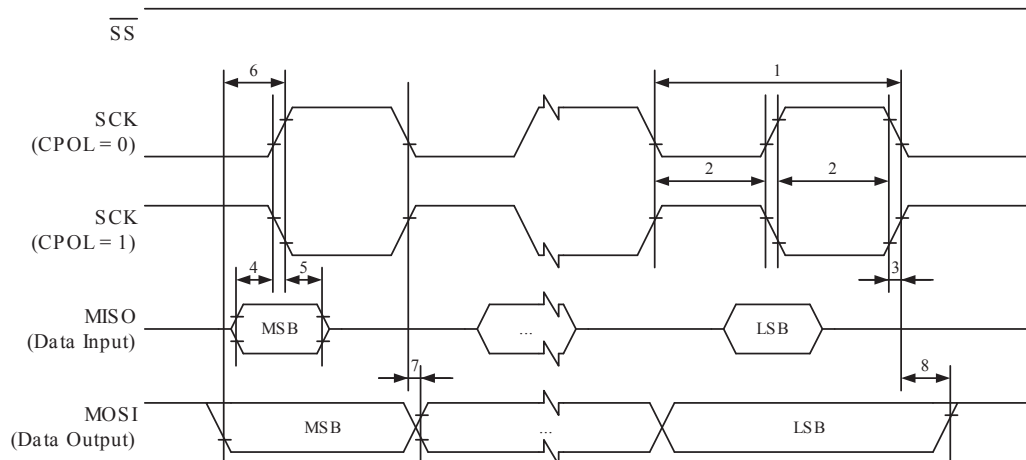 SS
6
1
SCK
(CPOL = 0)
2
2
SCK
(CPOL = 1)
4
5
3
MISO
(Data Input)
MSB
...
LSB
7
8
MOSI
(Data Output)
MSB
...
LSB